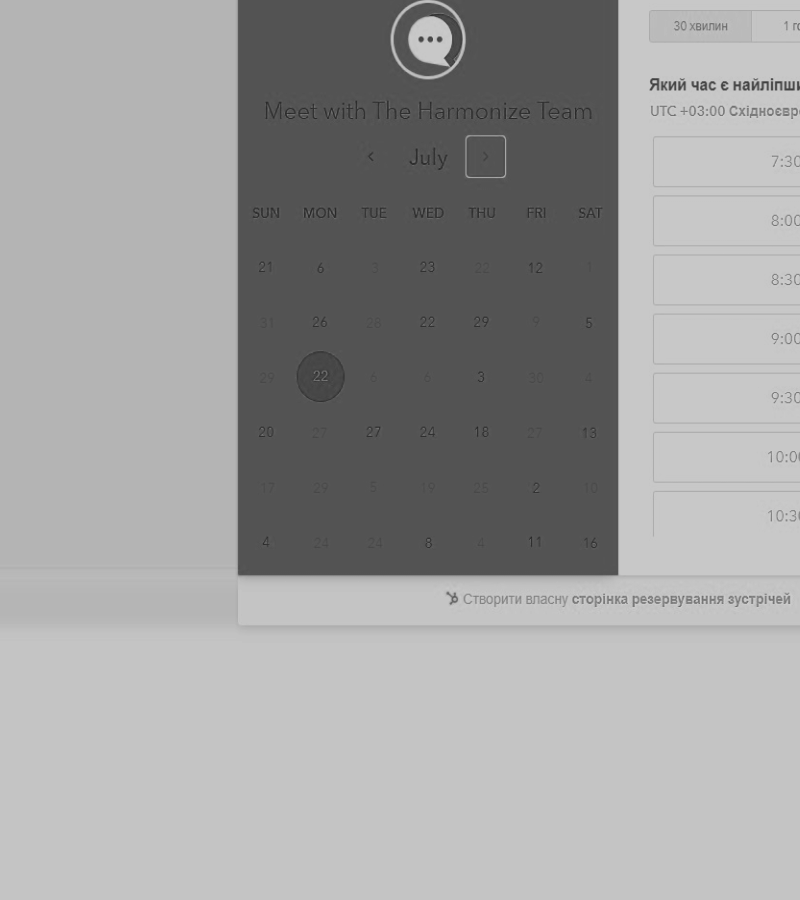 Meet with The Harmonize Team
July
SUN MON TUE WED THU FRI SAT
21 6 3 23 22 12 1
31 26 28 22 29 9 5
29 22 6 6 3 30 4
20 27 27 24 18 27 13
17 29 5 19 26 2 10
4 24 24 8 4 11 16
30 хвилин 1 го
Який час є найліпши
UTC +03:00 Східноєвр
7:30
8:00
8:30
9:00
9:30
10:00
10:30
Створити власну сторінка резервування зустрічей